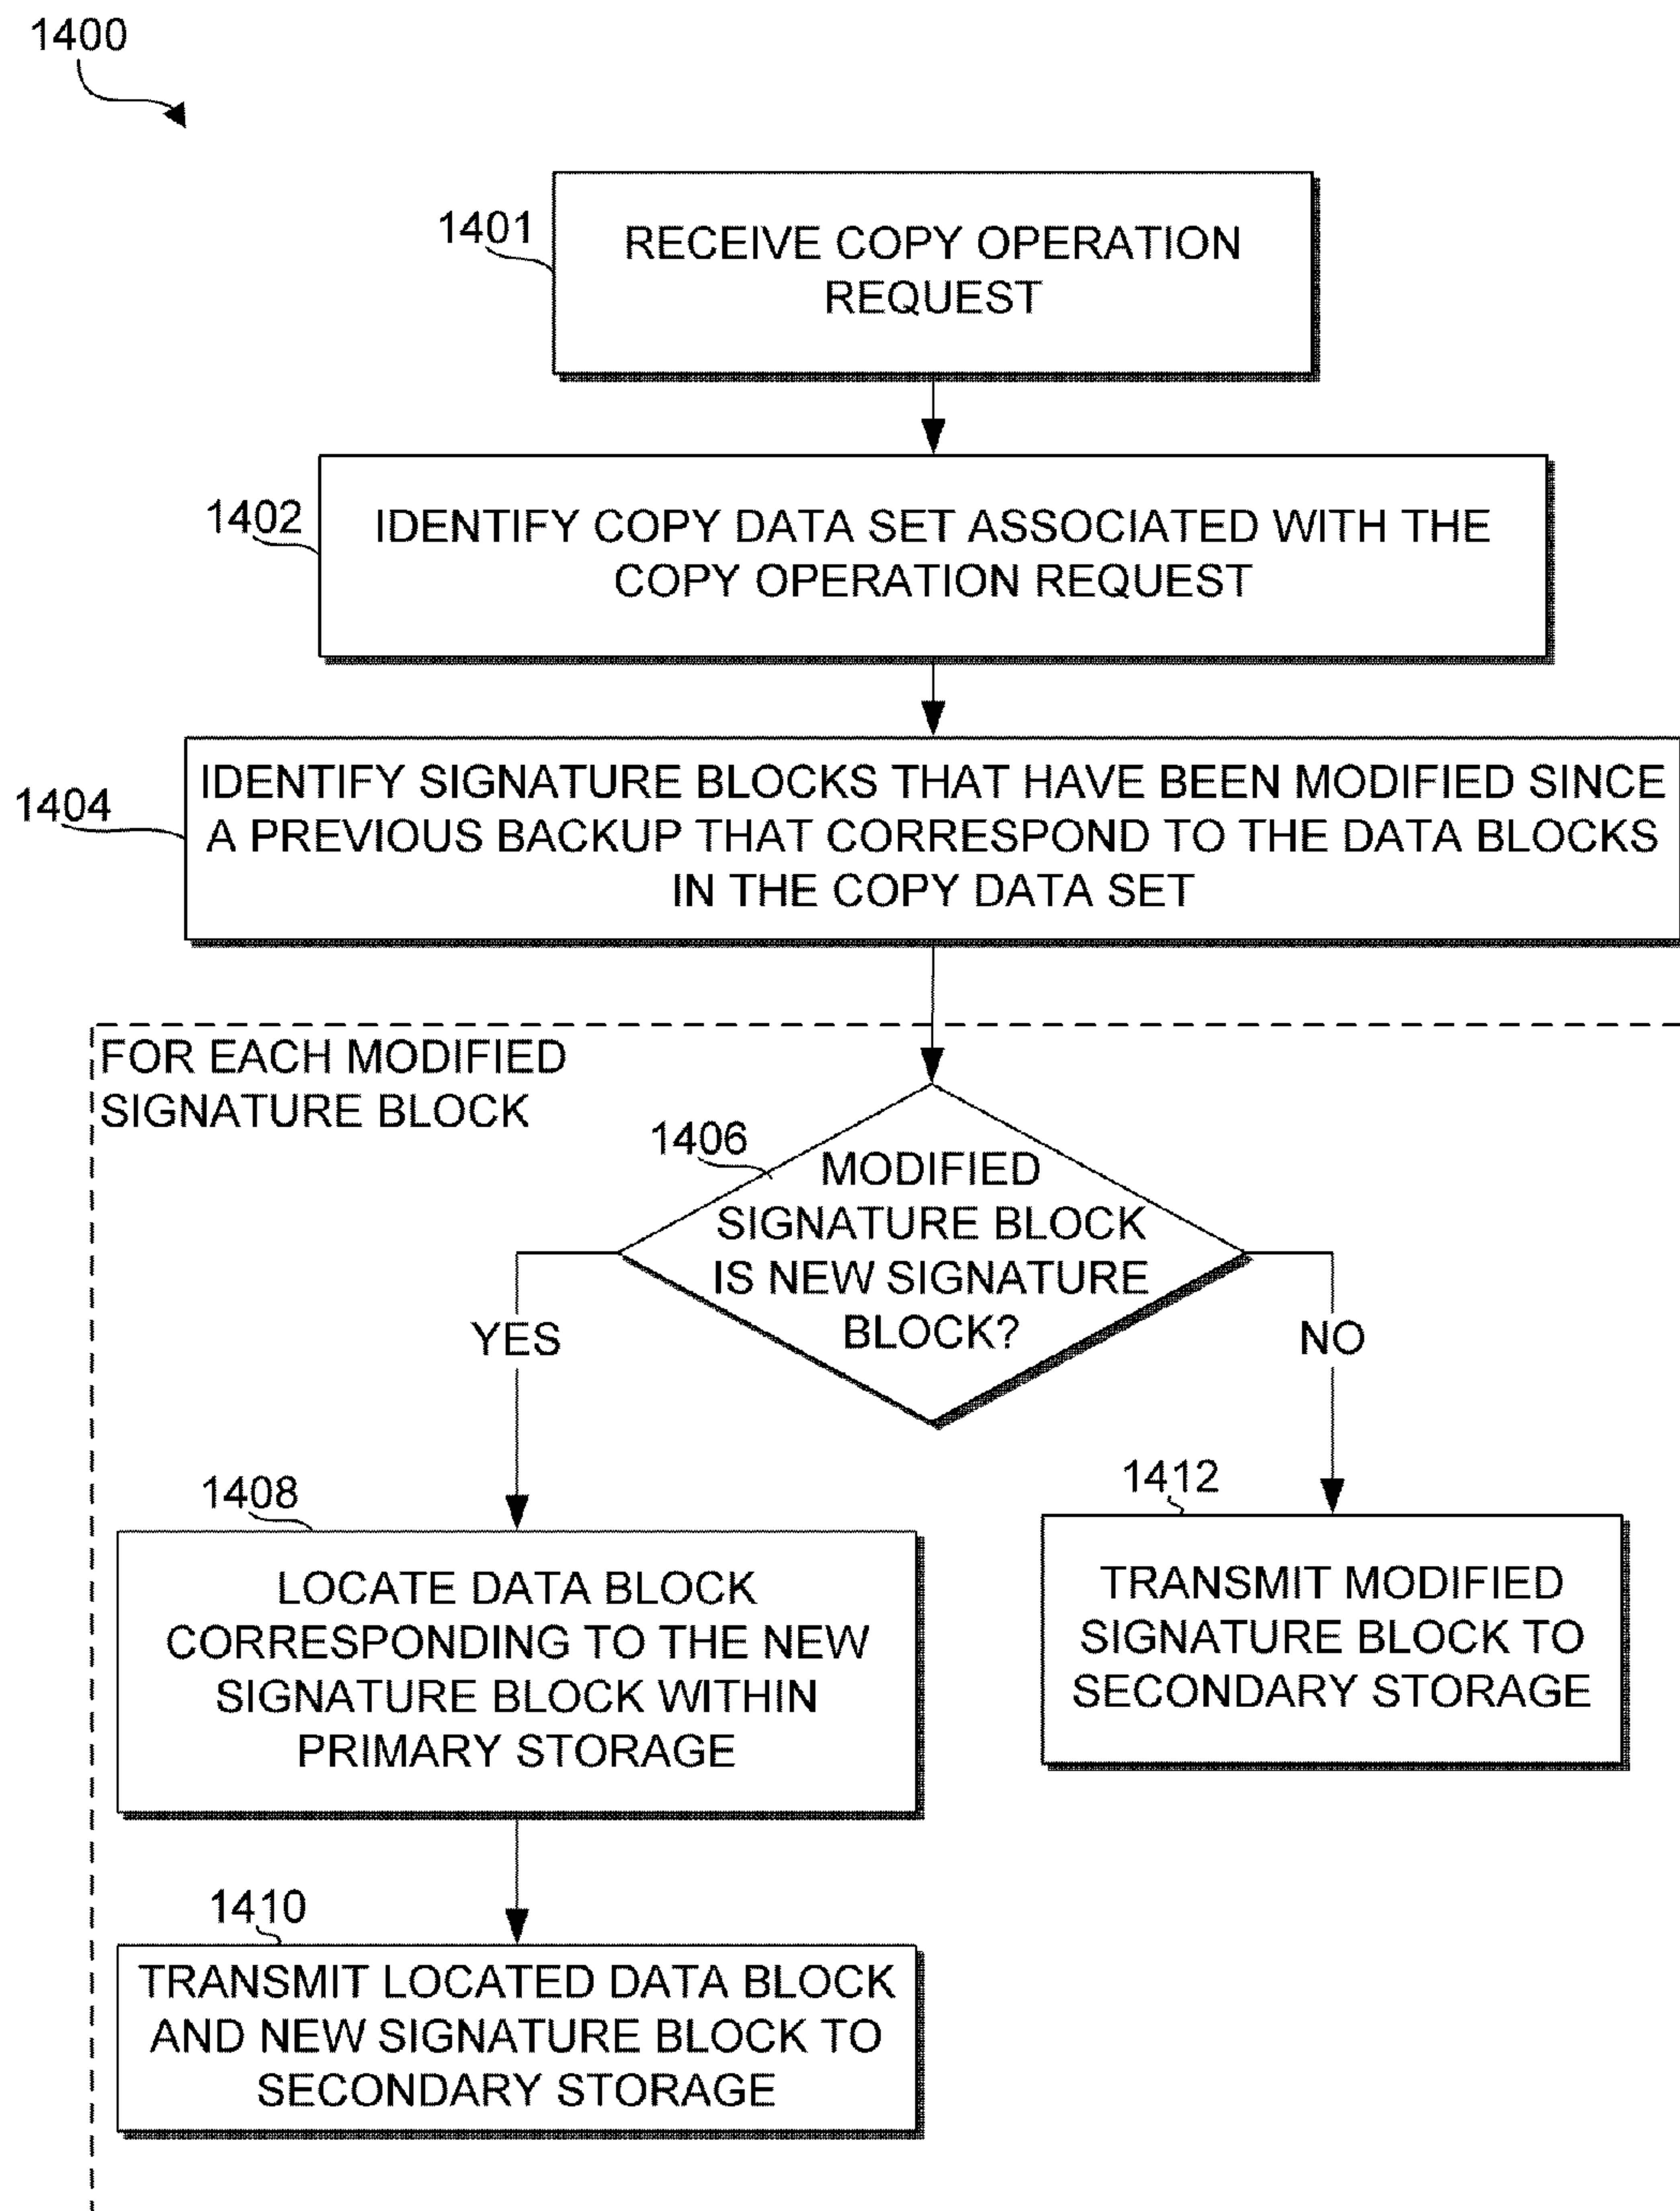 1400
1401
RECEIVE COPY OPERATION
REQUEST
1402
IDENTIFY COPY DATA SET ASSOCIATED WITH THE
COPY OPERATION REQUEST
1404
IDENTIFY SIGNATURE BLOCKS THAT HAVE BEEN MODIFIED SINCE
A PREVIOUS BACKUP THAT CORRESPOND TO THE DATA BLOCKS
IN THE COPY DATA SET
FOR EACH MODIFIED
SIGNATURE BLOCK
1406
MODIFIED
SIGNATURE BLOCK
IS NEW SIGNATURE
BLOCK?
YES
NO
1408
LOCATE DATA BLOCK
CORRESPONDING TO THE NEW
SIGNATURE BLOCK WITHIN
PRIMARY STORAGE
1412
TRANSMIT MODIFIED
SIGNATURE BLOCK TO
SECONDARY STORAGE
1410
TRANSMIT LOCATED DATA BLOCK
AND NEW SIGNATURE BLOCK TO
SECONDARY STORAGE